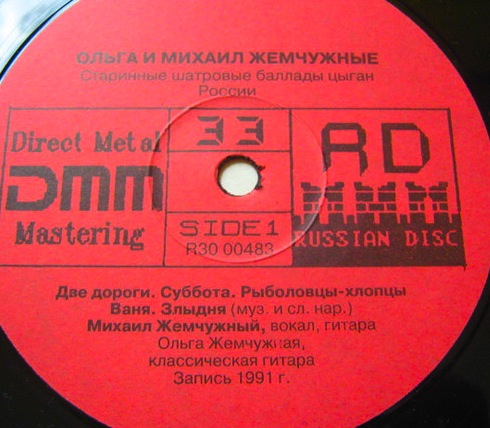 ОЛЬГА И МИХАИЛ ЖЕМЧУЖНЫЕ
Старинные шатровые баллады цыган
России
Direct Metal
DMM
Mastering
33
SIDE 1
R30 00483
RD
RUSSIAN DISC
Две дороги. Суббота. Рыболовцы-хлопцы
Ваня. Злыдня (муз. и сл. нар.)
Михаил Жемчужный, вокал, гитара
Ольга Жемчужная,
классическая гитара
Запись 1991 г.